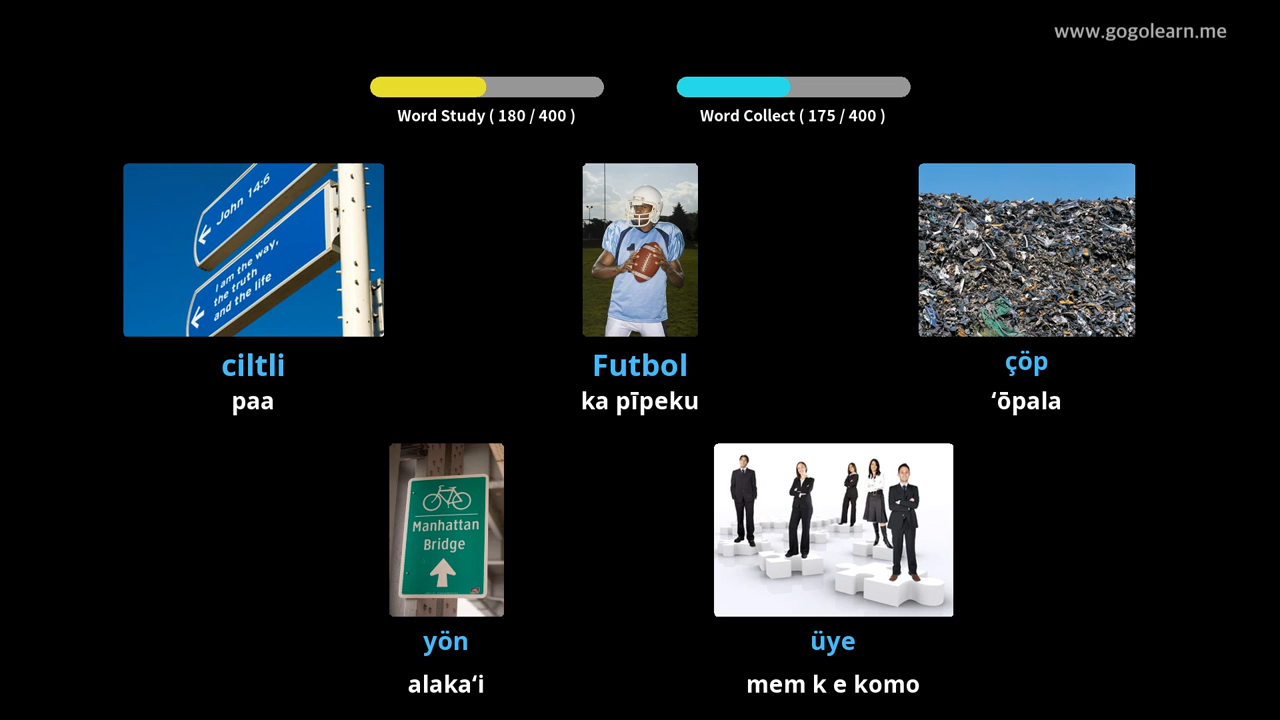 www.gogolearn.me
Word Study ( 180 / 400 )
Word Collect ( 175 / 400 )
John 14:6
I am the way,
the truth
and the life
ciltli
paa
Futbol
ka pīpeku
çöp
ʻōpala
Manhattan
Bridge
yön
alakaʻi
üye
mem k e komo